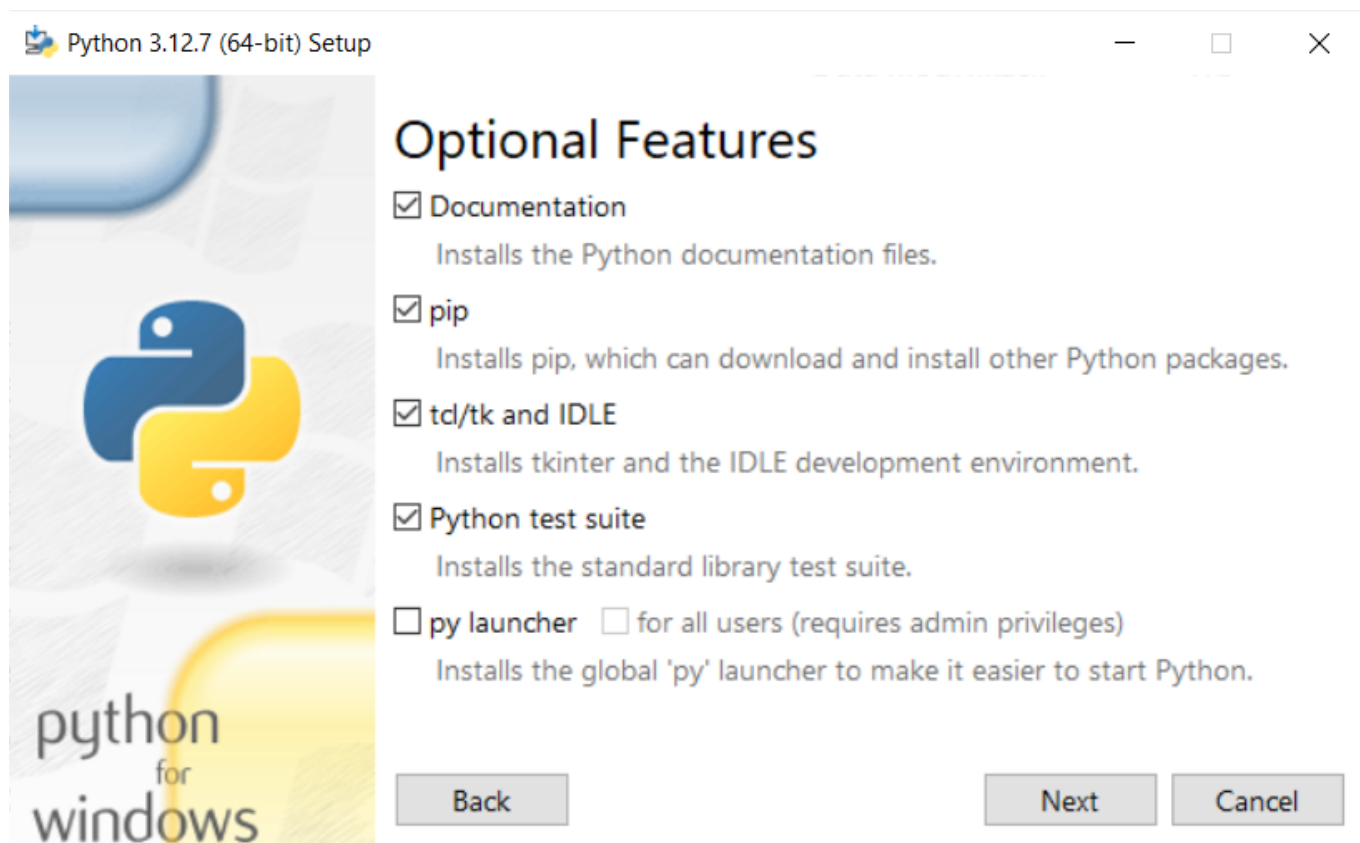 Python 3.12.7 (64-bit) Setup
Optional Features
Documentation
Installs the Python documentation files.
pip
Installs pip, which can download and install other Python packages.
tcl/tk and IDLE
Installs tkinter and the IDLE development environment.
Python test suite
Installs the standard library test suite.
py launcher for all users (requires admin privileges)
Installs the global 'py' launcher to make it easier to start Python.
python
for
windows
Back Next Cancel